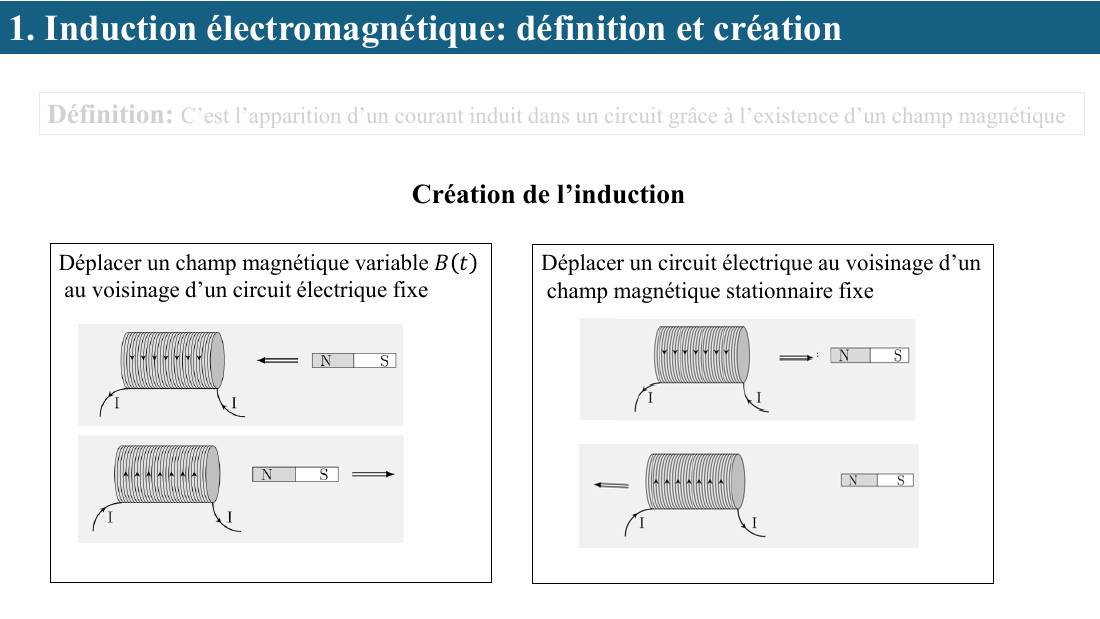 1. Induction électromagnétique: définition et création
Définition: C’est l’apparition d’un courant induit dans un circuit grâce à l’existence d’un champ magnétique
Création de l’induction
Déplacer un champ magnétique variable B(t)
au voisinage d’un circuit électrique fixe
N S
I I
N S
I I
Déplacer un circuit électrique au voisinage d’un
champ magnétique stationnaire fixe
N S
I I
N S
I I